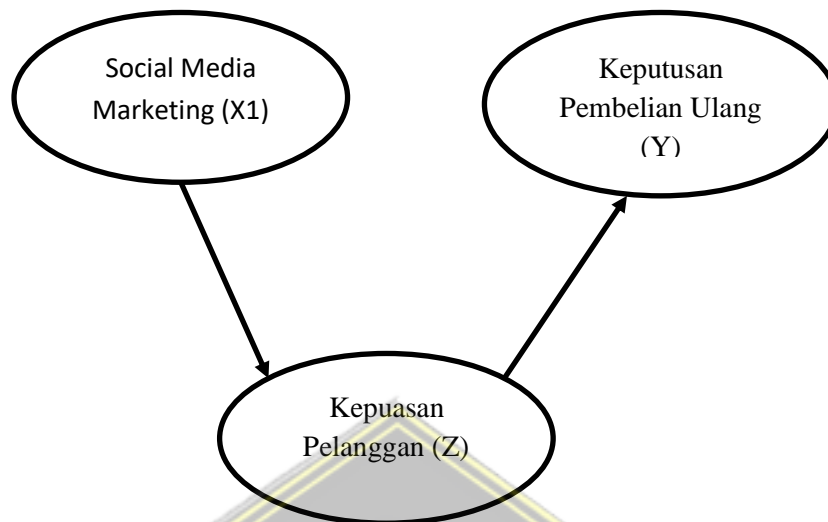 Social Media
Marketing (X1)
Keputusan
Pembelian Ulang
(Y)
Kepuasan
Pelanggan (Z)